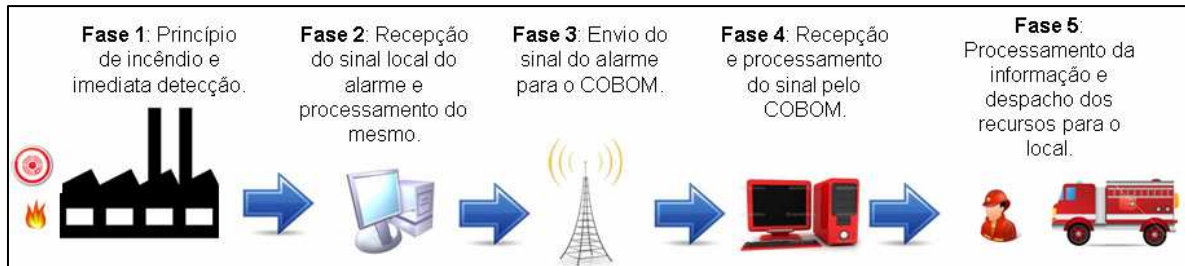 Fase 1: Princípio
de incêndio e
imediata detecção.
Fase 2: Recepção
do sinal local do
alarme e
processamento do
mesmo.
Fase 3: Envio do
sinal do alarme
para o COBOM.
Fase 4: Recepção
e processamento
do sinal pelo
COBOM.
Fase 5:
Processamento da
informação e
despacho dos
recursos para o
local.